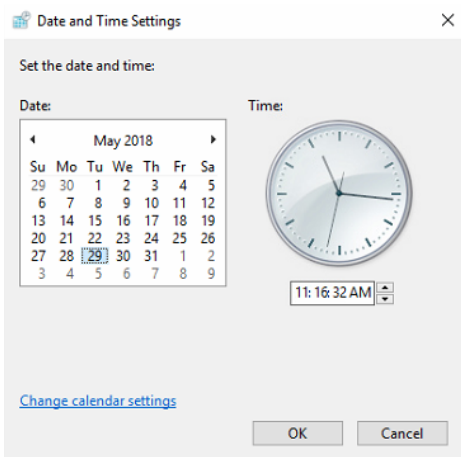 Date and Time Settings
Set the date and time:
Date:
Time:
May 2018
Su Mo Tu We Th Fr Sa
29 30 1 2 3 4 5
6 7 8 9 10 11 12
13 14 15 16 17 18 19
20 21 22 23 24 25 26
27 28 29 30 31 1 2
3 4 5 6 7 8 9
11:16:32 AM
Change calendar settings
OK Cancel